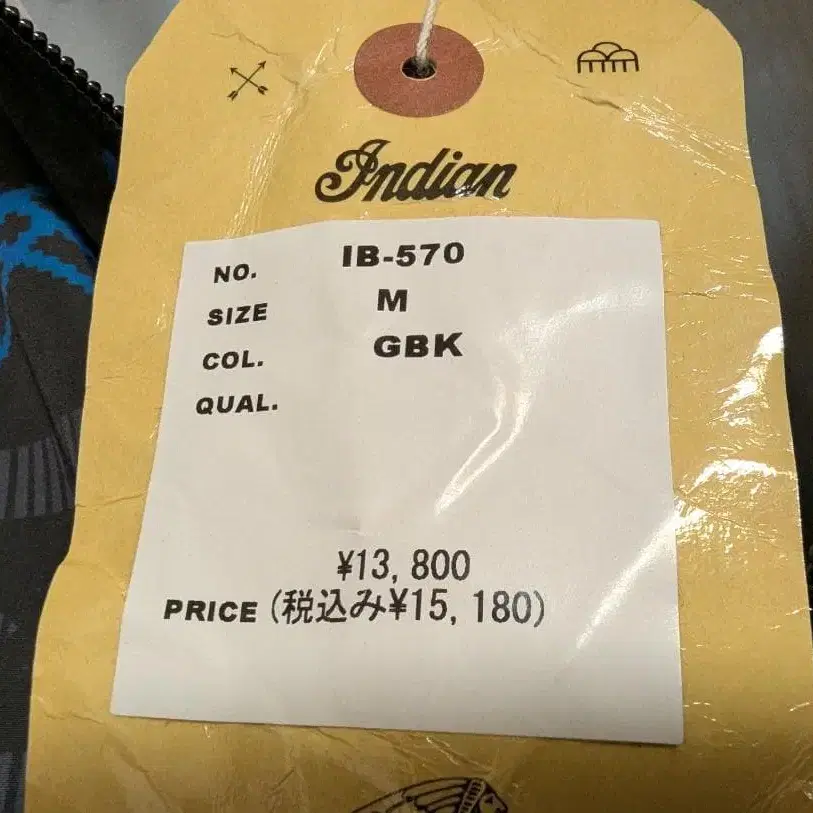 Indian
NO. IB-570
SIZE M
COL. GBK
QUAL.
¥13,800
PRICE (税込み¥15,180)